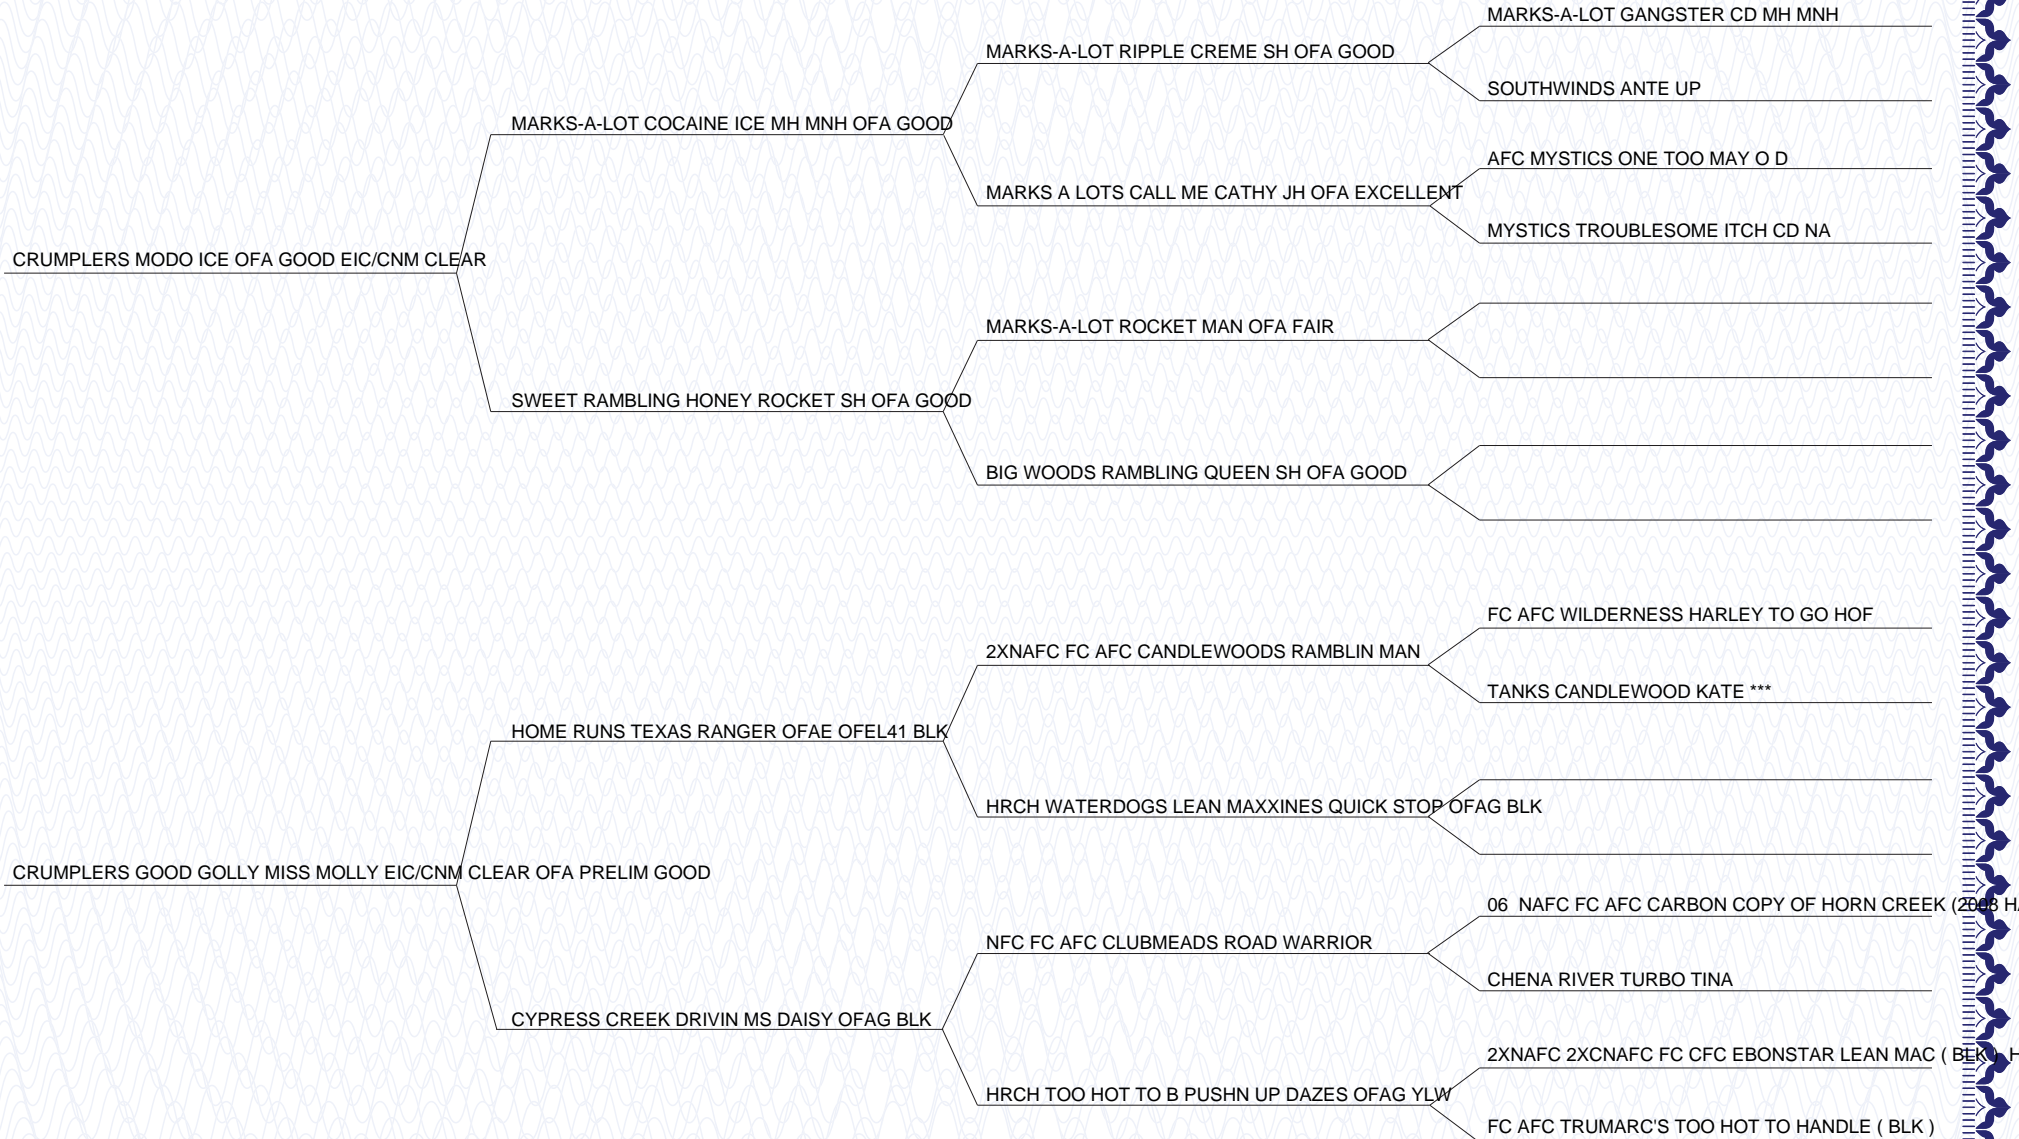 MARKS-A-LOT GANGSTER CD MH MNH
MARKS-A-LOT RIPPLE CREME SH OFA GOOD
SOUTHWINDS ANTE UP
MARKS-A-LOT COCAINE ICE MH MNH OFA GOOD
AFC MYSTICS ONE TOO MAY O D
MARKS A LOTS CALL ME CATHY JH OFA EXCELLENT
MYSTICS TROUBLESOME ITCH CD NA
CRUMPLERS MODO ICE OFA GOOD EIC/CNM CLEAR
MARKS-A-LOT ROCKET MAN OFA FAIR
SWEET RAMBLING HONEY ROCKET SH OFA GOOD
BIG WOODS RAMBLING QUEEN SH OFA GOOD
FC AFC WILDERNESS HARLEY TO GO HOF
2XNAFC FC AFC CANDLEWOODS RAMBLIN MAN
TANKS CANDLEWOOD KATE ***
HOME RUNS TEXAS RANGER OFAE OFEL41 BLK
HRCH WATERDOGS LEAN MAXXINES QUICK STOP OFAG BLK
CRUMPLERS GOOD GOLLY MISS MOLLY EIC/CNM CLEAR OFA PRELIM GOOD
06 NAFC FC AFC CARBON COPY OF HORN CREEK (2008
NFC FC AFC CLUBMEADS ROAD WARRIOR
CHENA RIVER TURBO TINA
CYPRESS CREEK DRIVIN MS DAISY OFAG BLK
2XNAFC 2XCNAFC FC CFC EBONSTAR LEAN MAC ( BLK )
HRCH TOO HOT TO B PUSHN UP DAZES OFAG YLW
FC AFC TRUMARC'S TOO HOT TO HANDLE ( BLK )